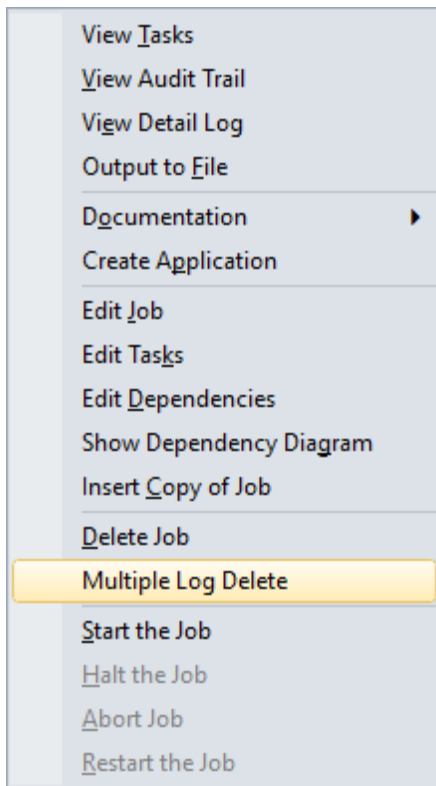 View Tasks
View Audit Trail
View Detail Log
Output to File
Documentation
Create Application
Edit Job
Edit Tasks
Edit Dependencies
Show Dependency Diagram
Insert Copy of Job
Delete Job
Multiple Log Delete
Start the Job
Halt the Job
Abort Job
Restart the Job